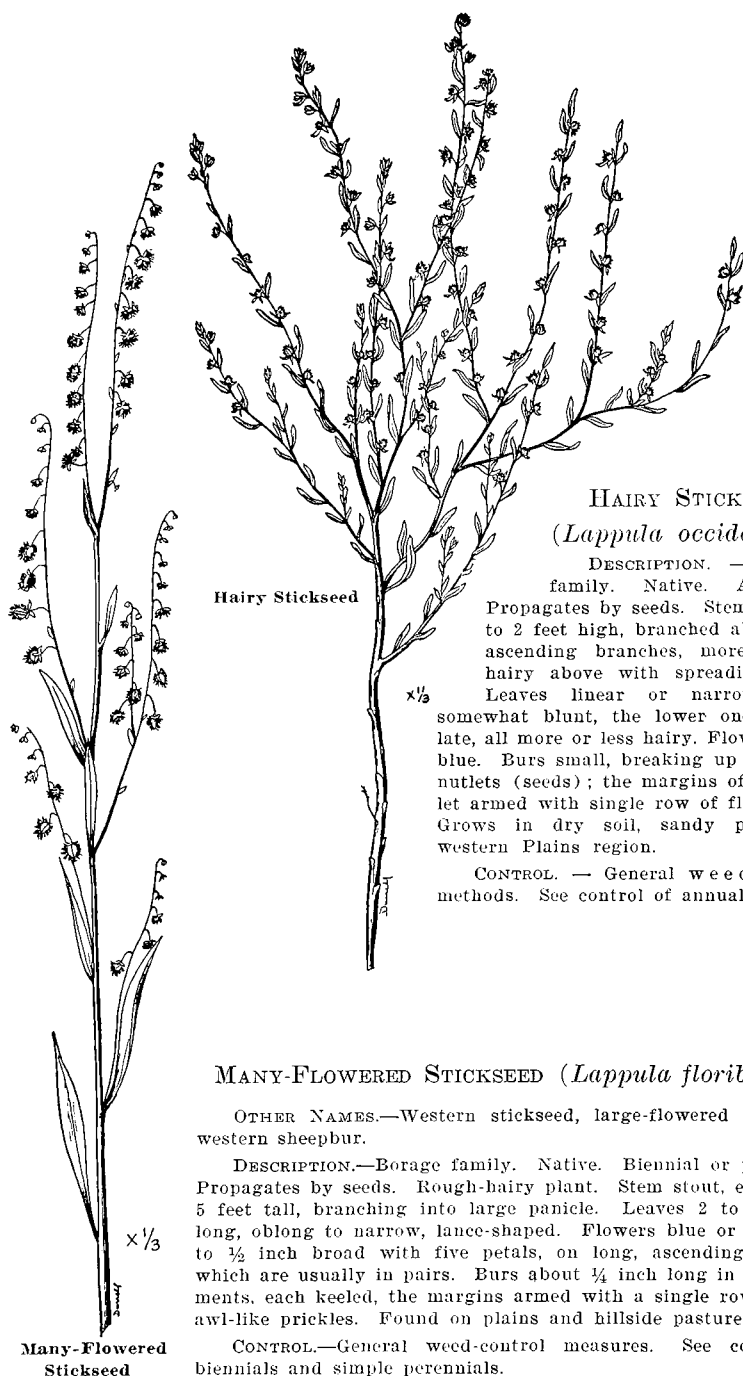 Hairy Stickseed
x 1/3
HAIRY STICK
(Lappula occid
DESCRIPTION. —
family. Native.
Propagates by seeds. Stem
to 2 feet high, branched a
ascending branches, more
hairy above with spreadi
Leaves linear or narro
somewhat blunt, the lower on
late, all more or less hairy. Flow
blue. Burs small, breaking up
nutlets (seeds); the margins of
let armed with single row of fl
Grows in dry soil, sandy p
western Plains region.
CONTROL. — General weed
methods. See control of annual
MANY-FLOWERED STICKSEED (Lappula florib
OTHER NAMES.—Western stickseed, large-flowered
western sheepbur.
DESCRIPTION.—Borage family. Native. Biennial or
Propagates by seeds. Rough-hairy plant. Stem stout, e
5 feet tall, branching into large panicle. Leaves 2 to
long, oblong to narrow, lance-shaped. Flowers blue or
to ½ inch broad with five petals, on long, ascending
which are usually in pairs. Burs about ¼ inch long in
ments, each keeled, the margins armed with a single row
awl-like prickles. Found on plains and hillside pasture
CONTROL.—General weed-control measures. See co
biennials and simple perennials.
x 1/3
Many-Flowered
Stickseed